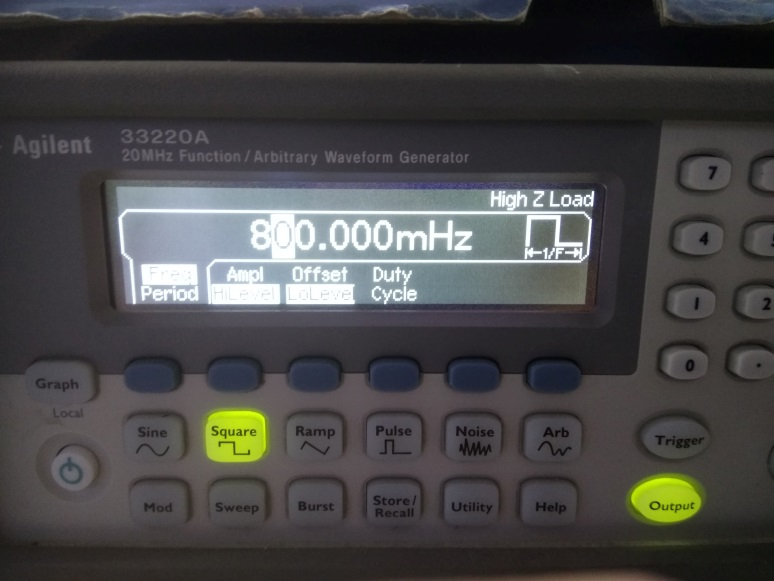 Agilent
33220A
20MHz Function / Arbitrary Waveform Generator
High Z Load
800.000mHz
←1/F→
Freq Ampl Offset Duty
Period HiLevel LoLevel Cycle
7
4
1
2
0
.
Graph
Local
Sine Square Ramp Pulse Noise Arb
Trigger
Mod Sweep Burst Store/ Utility Help
Recall
Output